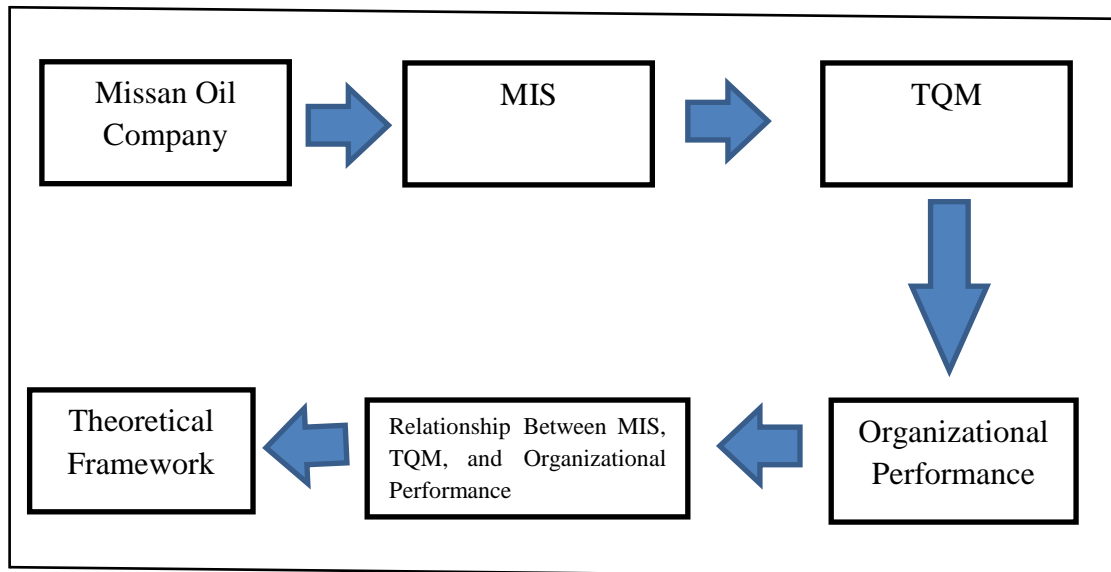 Missan Oil
Company
MIS
TQM
Organizational
Performance
Relationship Between MIS,
TQM, and Organizational
Performance
Theoretical
Framework